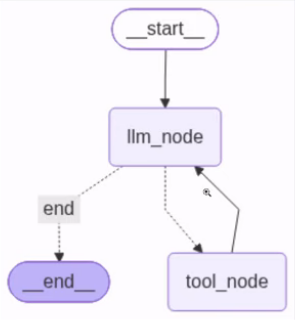 __start__
llm_node
end
__end__
tool_node